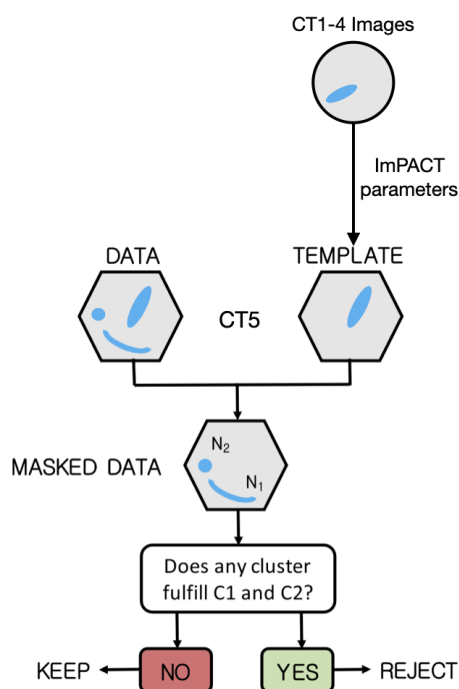 CT1-4 Images
ImPACT
parameters
DATA
TEMPLATE
CT5
N₂
MASKED DATA
N₁
Does any cluster
fulfill C1 and C2?
KEEP
NO
YES
REJECT